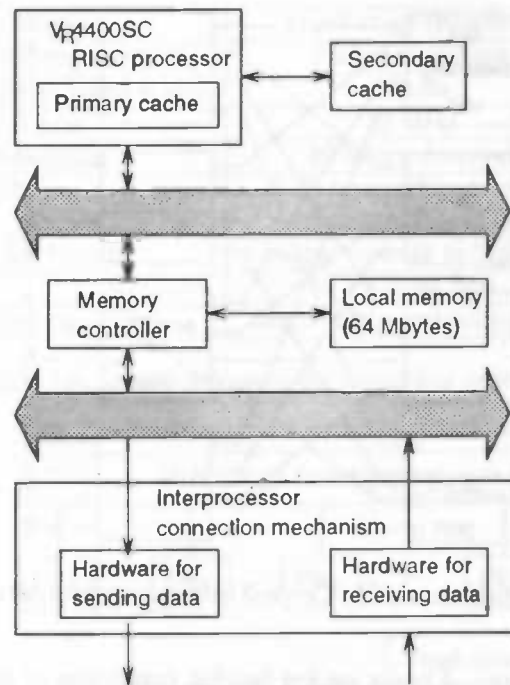 VR4400SC
RISC processor
Primary cache
Secondary
cache
Memory
controller
Local memory
(64 Mbytes)
Interprocessor
connection mechanism
Hardware for
sending data
Hardware for
receiving data